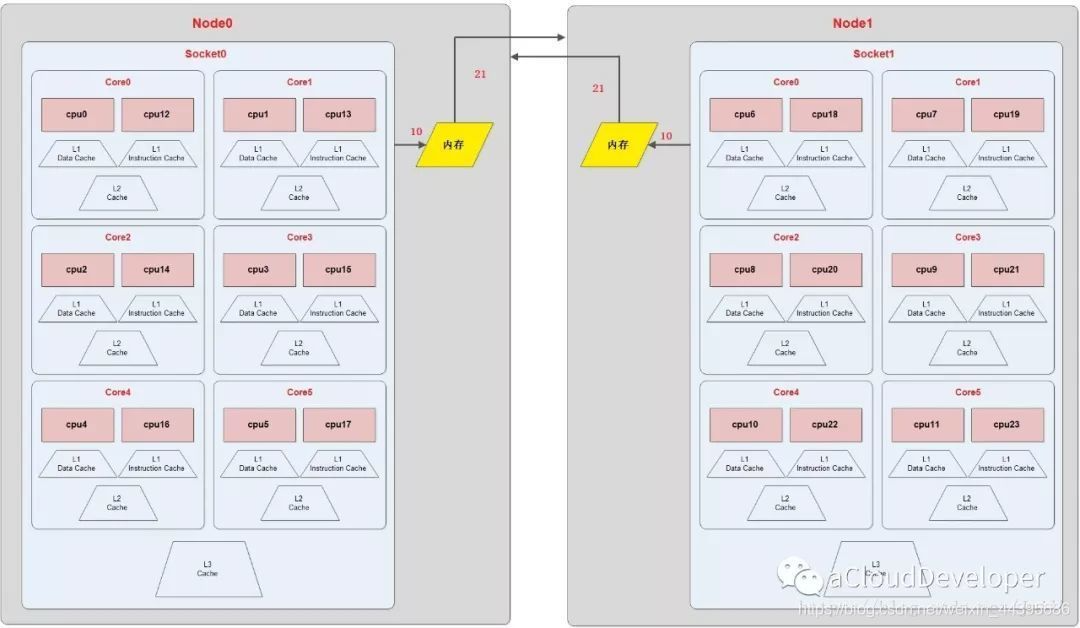 Node0
Socket0
Core0
cpu0
cpu12
L1
Data Cache
L1
Instruction Cache
L2
Cache
Core1
cpu1
cpu13
L1
Data Cache
L1
Instruction Cache
L2
Cache
Core2
cpu2
cpu14
L1
Data Cache
L1
Instruction Cache
L2
Cache
Core3
cpu3
cpu15
L1
Data Cache
L1
Instruction Cache
L2
Cache
Core4
cpu4
cpu16
L1
Data Cache
L1
Instruction Cache
L2
Cache
Core5
cpu5
cpu17
L1
Data Cache
L1
Instruction Cache
L2
Cache
L3
Cache
10
内存
21
Node1
21
内存
10
Socket1
Core0
cpu6
cpu18
L1
Data Cache
L1
Instruction Cache
L2
Cache
Core1
cpu7
cpu19
L1
Data Cache
L1
Instruction Cache
L2
Cache
Core2
cpu8
cpu20
L1
Data Cache
L1
Instruction Cache
L2
Cache
Core3
cpu9
cpu21
L1
Data Cache
L1
Instruction Cache
L2
Cache
Core4
cpu10
cpu22
L1
Data Cache
L1
Instruction Cache
L2
Cache
Core5
cpu11
cpu23
L1
Data Cache
L1
Instruction Cache
L2
Cache
L3
Cache
aCloudDeveloper
https://blog.csdn.net/weixin_44395686